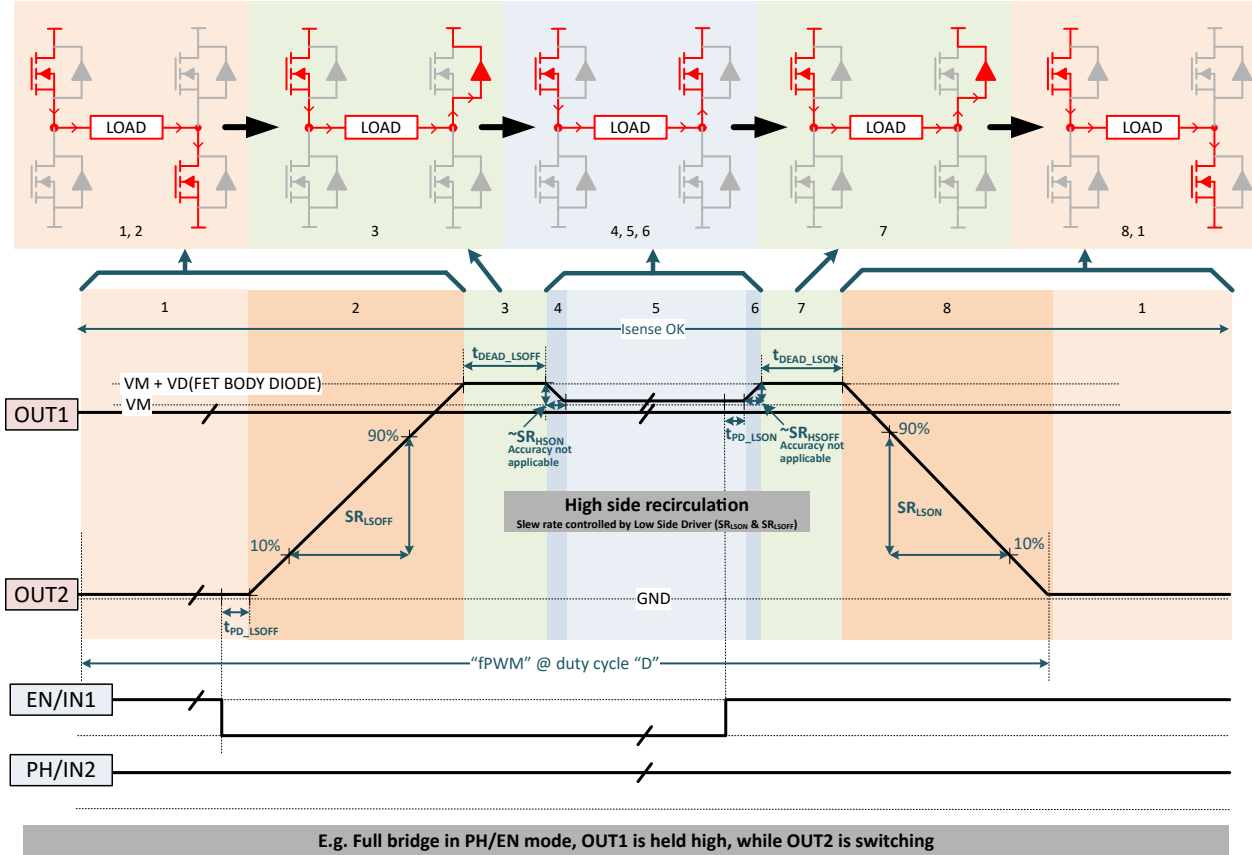 LOAD LOAD LOAD LOAD LOAD
1, 2 3 4, 5, 6 7 8, 1
1 2 3 4 5 6 7 8 1
Isense OK
tDEAD_LSOFF tDEAD_LSON
VM + VD(FET BODY DIODE)
VM
OUT1
90% ~SRHSON tPD_LSON ~SRHSOFF 90%
Accuracy not applicable Accuracy not applicable
High side recirculation
Slew rate controlled by Low Side Driver (SRLSON & SRLSOFF)
SRLSOFF SRLSON
10% 10%
OUT2
GND
tPD_LSOFF
“fPWM” @ duty cycle “D”
EN/IN1
PH/IN2
E.g. Full bridge in PH/EN mode, OUT1 is held high, while OUT2 is switching